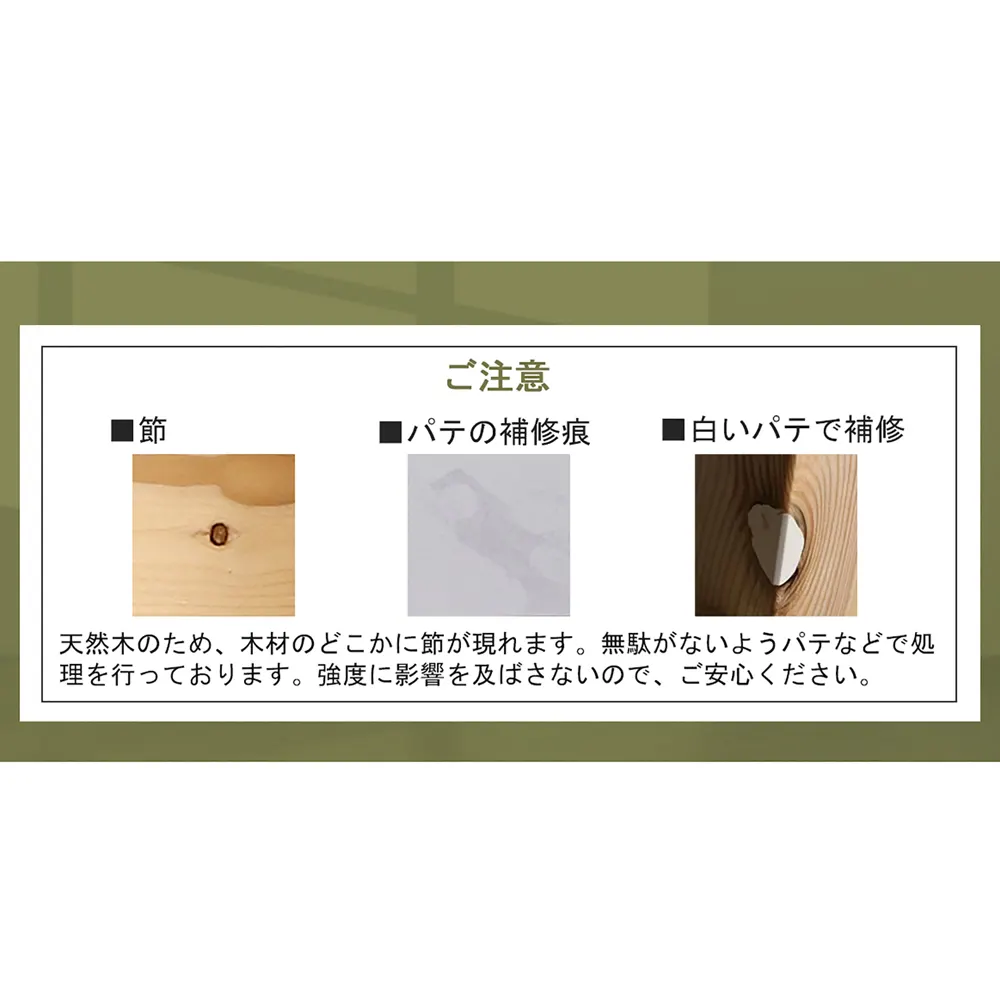 ご注意
■節
■パテの補修痕
■白いパテで補修
天然木のため、木材のどこかに節が現れます。無駄がないようパテなどで処
理を行っております。強度に影響を及ばさないので、ご安心ください。